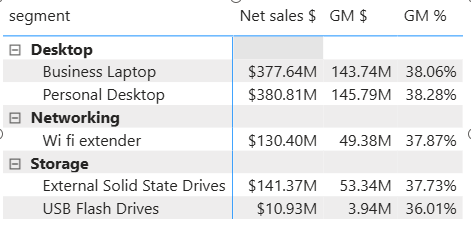 segment Net sales $ GM $ GM %
Desktop
Business Laptop $377.64M 143.74M 38.06%
Personal Desktop $380.81M 145.79M 38.28%
Networking
Wi fi extender $130.40M 49.38M 37.87%
Storage
External Solid State Drives $141.37M 53.34M 37.73%
USB Flash Drives $10.93M 3.94M 36.01%